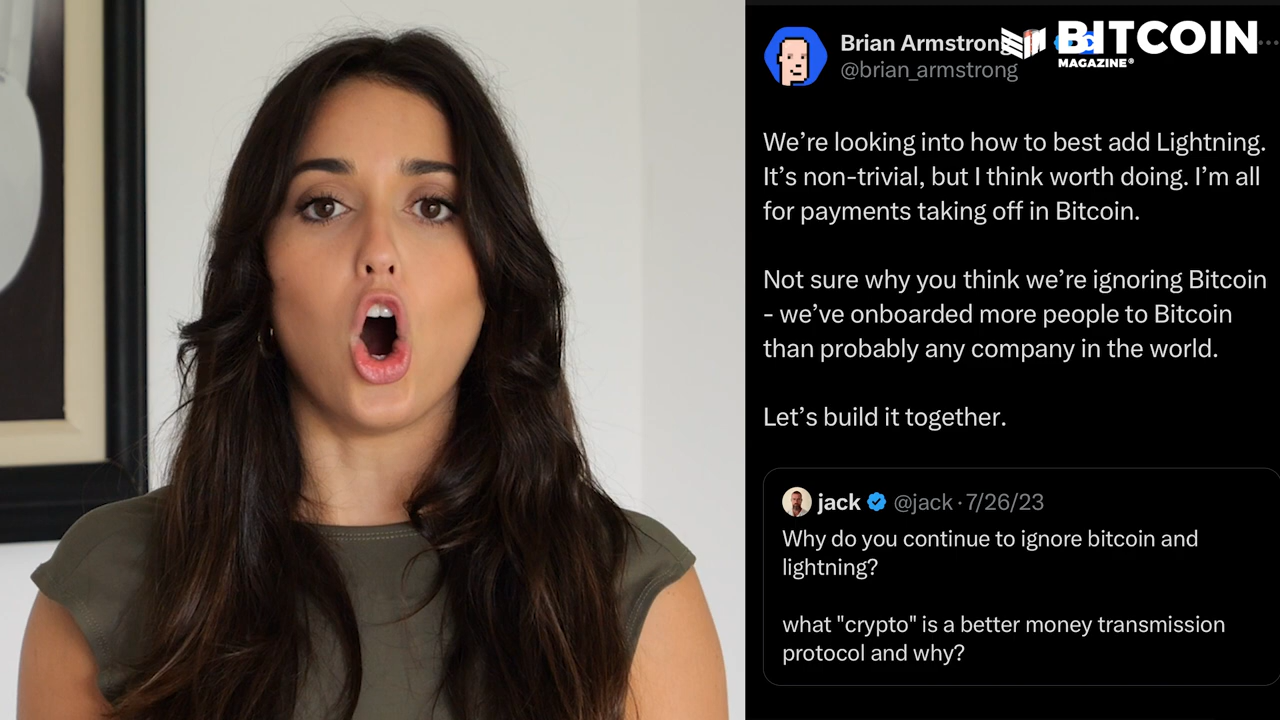 Brian Armstrong
BITCOIN
MAGAZINE®
@brian_armstrong
We're looking into how to best add Lightning.
It's non-trivial, but I think worth doing. I'm all
for payments taking off in Bitcoin.
Not sure why you think we're ignoring Bitcoin
- we've onboarded more people to Bitcoin
than probably any company in the world.
Let's build it together.
jack @jack · 7/26/23
Why do you continue to ignore bitcoin and
lightning?
what "crypto" is a better money transmission
protocol and why?